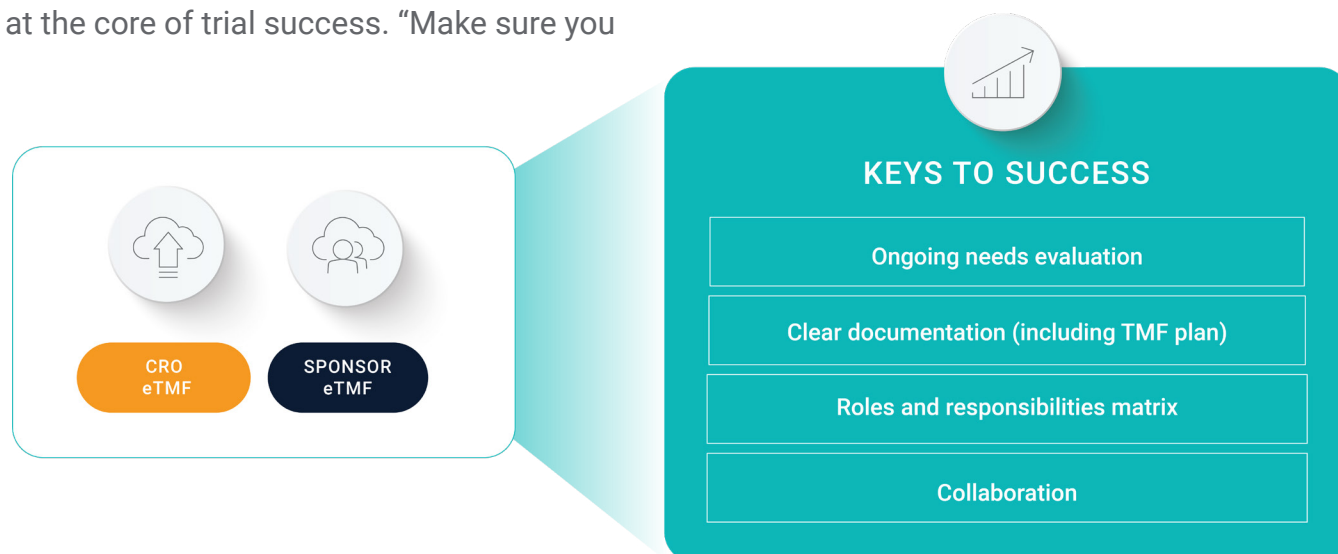 at the core of trial success. “Make sure you
CRO
eTMF
SPONSOR
eTMF
KEYS TO SUCCESS
Ongoing needs evaluation
Clear documentation (including TMF plan)
Roles and responsibilities matrix
Collaboration